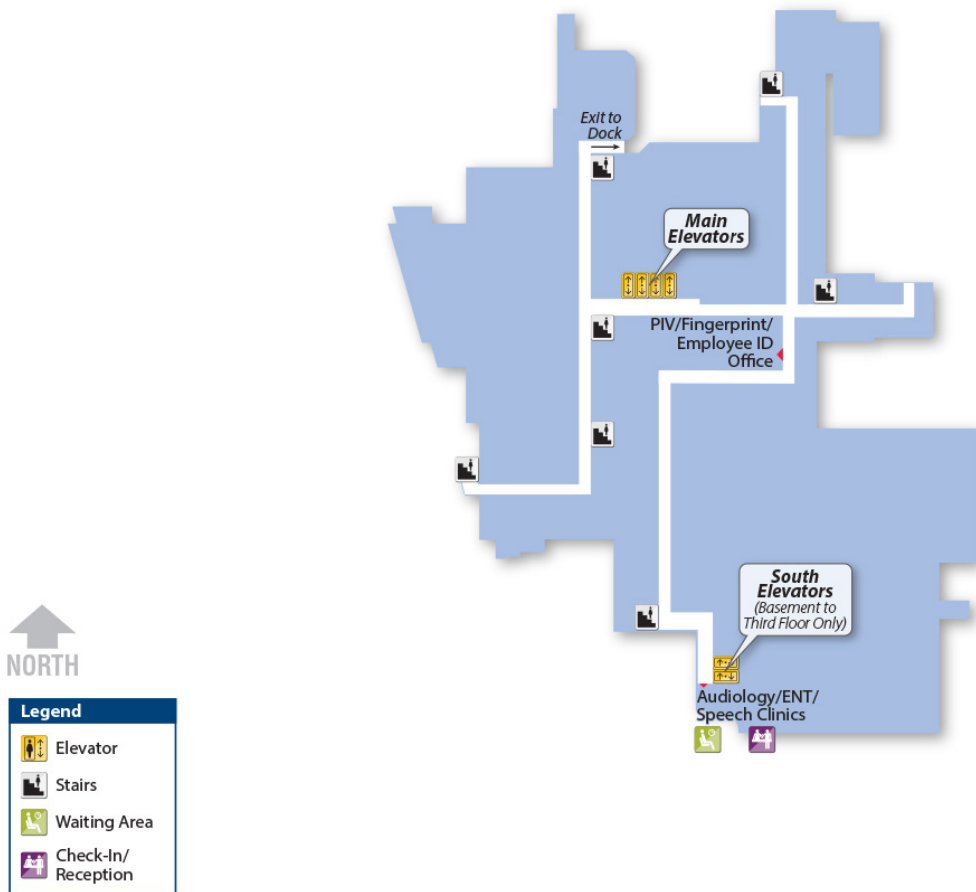 Exit to
Dock
Main
Elevators
PIV/Fingerprint/
Employee ID
Office
South
Elevators
(Basement to
Third Floor Only)
Audiology/ENT/
Speech Clinics
NORTH
Legend
Elevator
Stairs
Waiting Area
Check-In/
Reception